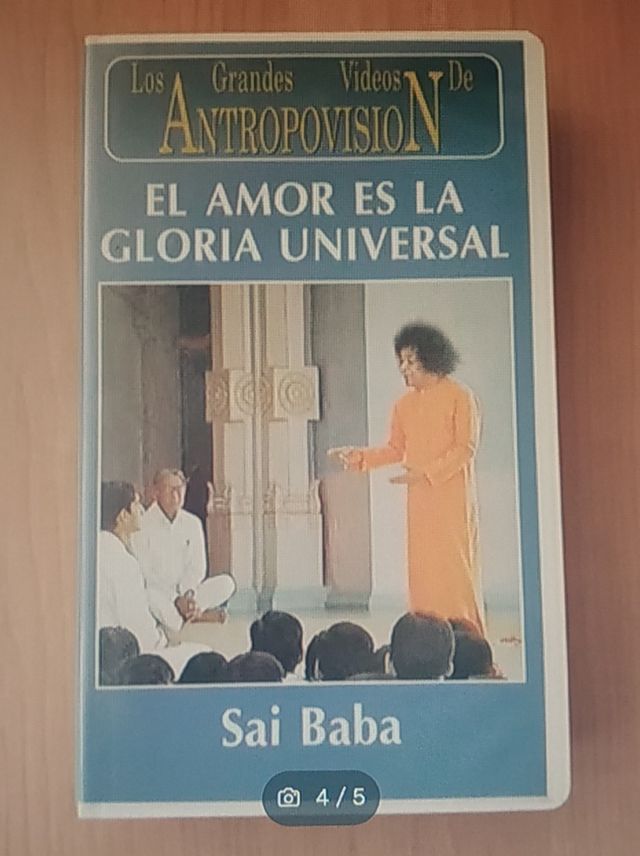 Los Grandes Videos De
ANTROPOVISION
EL AMOR ES LA
GLORIA UNIVERSAL
Sai Baba
4 / 5